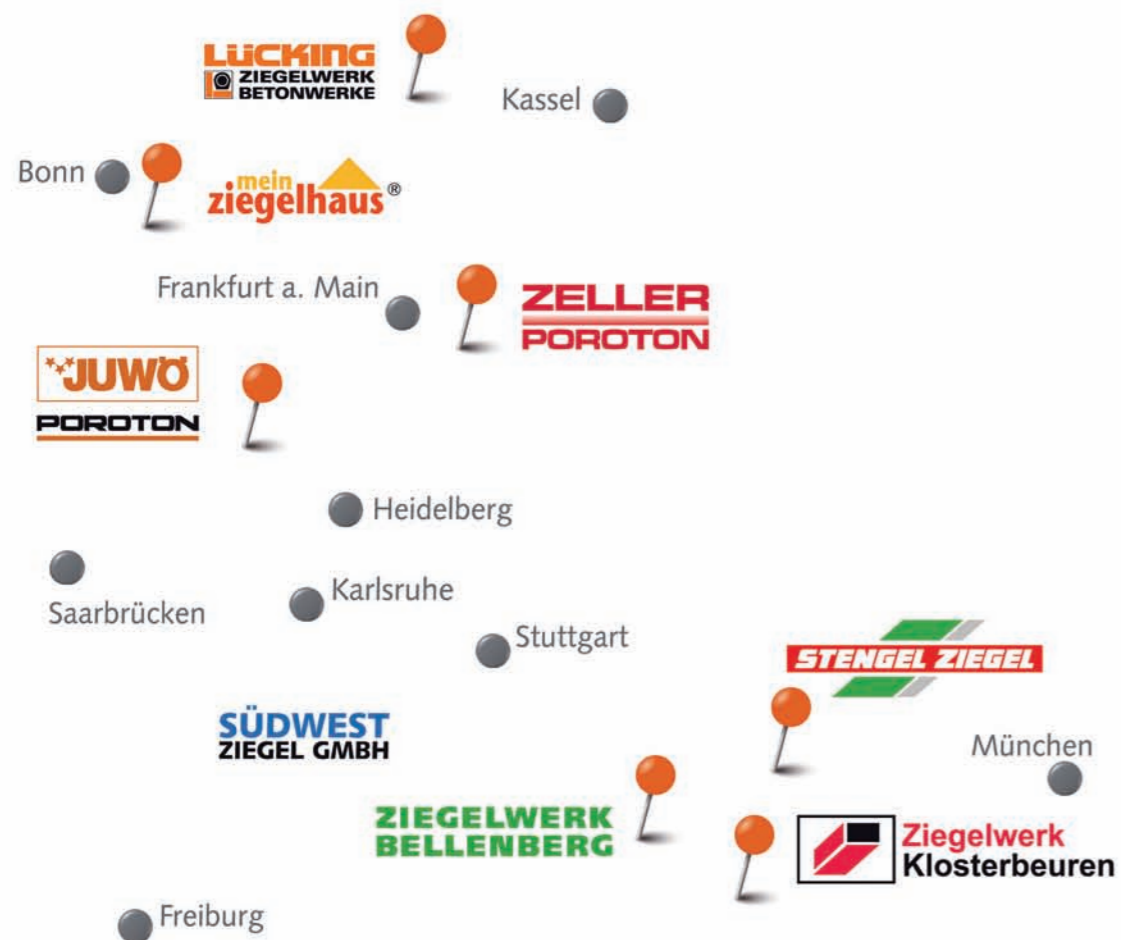 LÜCKING
ZIEGELWERK
BETONWERKE
Kassel
Bonn
mein
ziegelhaus®
Frankfurt a. Main
ZELLER
POROTON
JUWÖ
POROTON
Heidelberg
Saarbrücken
Karlsruhe
Stuttgart
STENGEL ZIEGEL
SÜDWEST
ZIEGEL GMBH
München
ZIEGELWERK
BELLENBERG
Ziegelwerk
Klosterbeuren
Freiburg